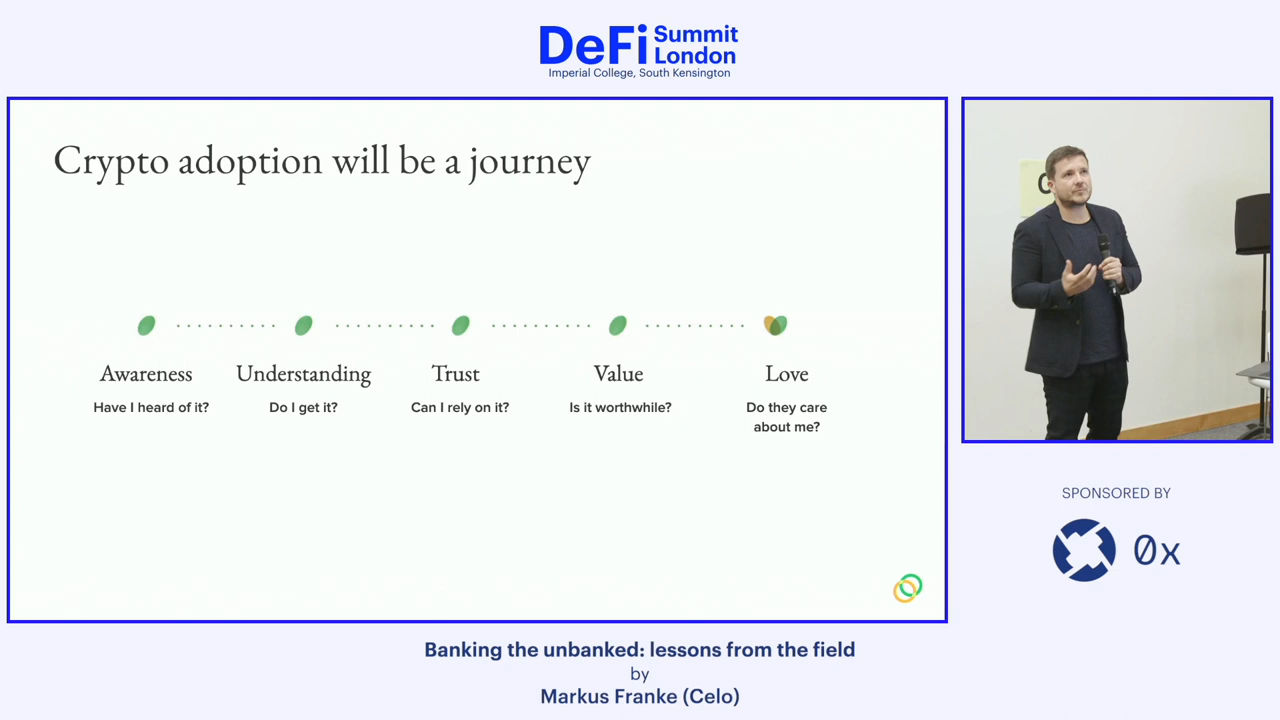 DeFi Summit London
Imperial College, South Kensington
Crypto adoption will be a journey
Awareness
Have I heard of it?
Understanding
Do I get it?
Trust
Can I rely on it?
Value
Is it worthwhile?
Love
Do they care
about me?
SPONSORED BY
0x
Banking the unbanked: lessons from the field
by
Markus Franke (Celo)